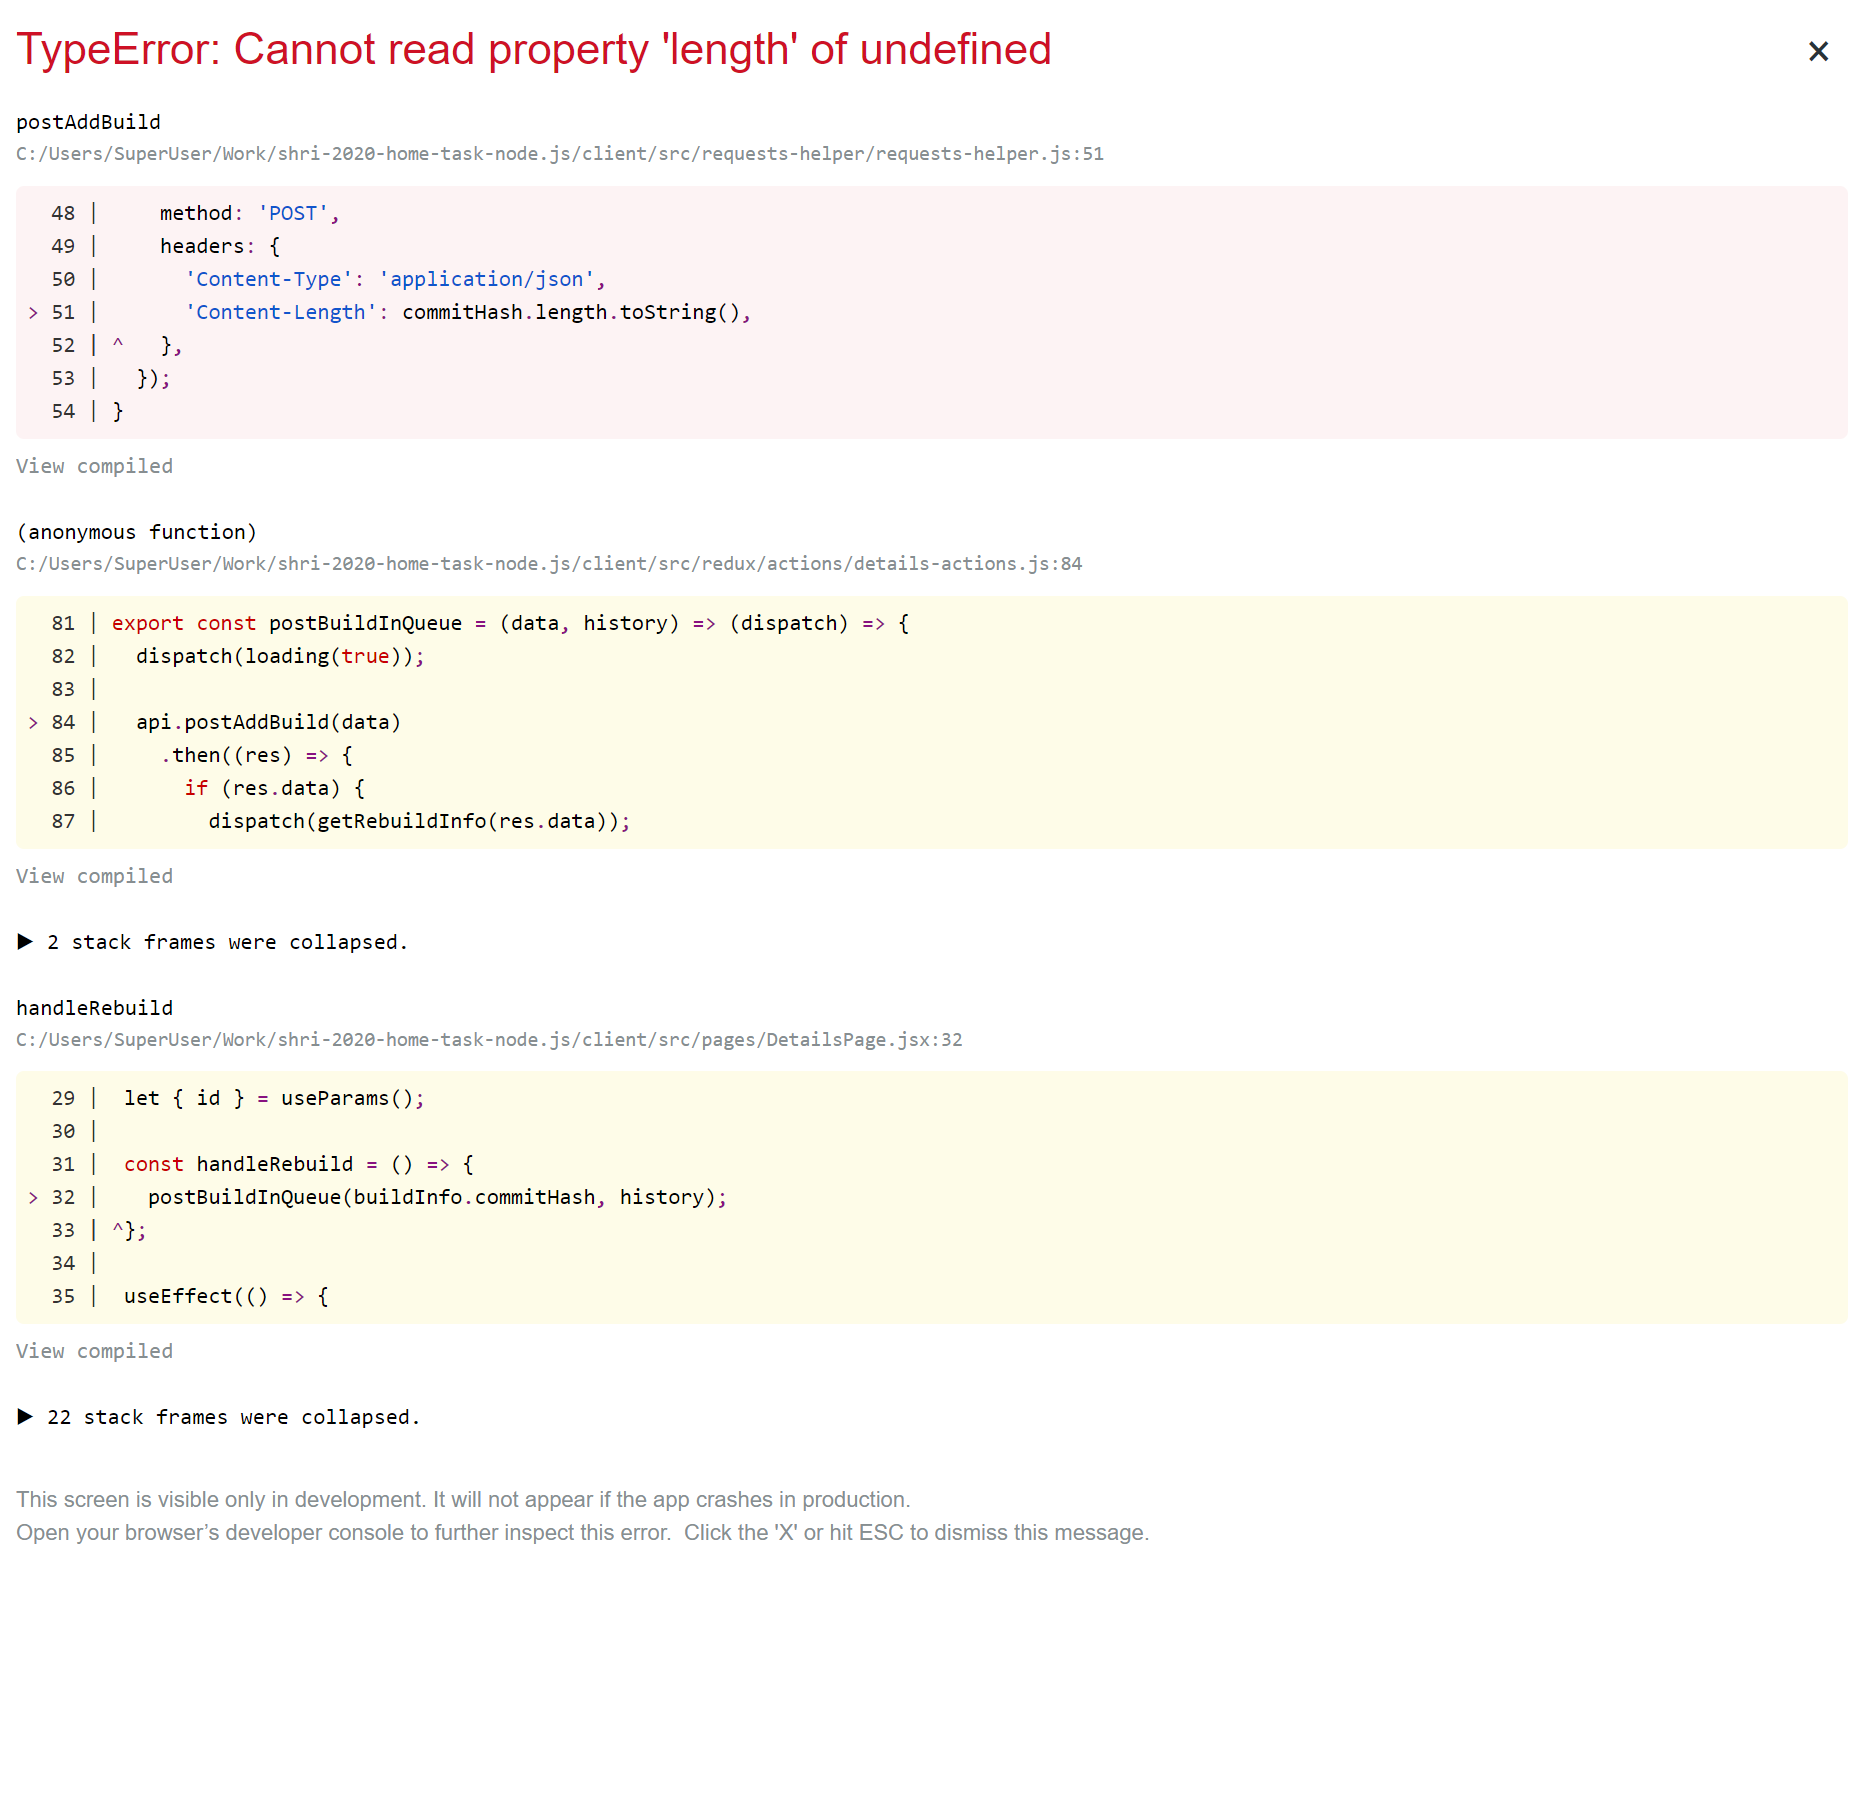 TypeError: Cannot read property 'length' of undefined
×
postAddBuild
C:/Users/SuperUser/Work/shri-2020-home-task-node.js/client/src/requests-helper/requests-helper.js:51
  48 |     method: 'POST',
  49 |     headers: {
  50 |       'Content-Type': 'application/json',
> 51 |       'Content-Length': commitHash.length.toString(),
  52 | ^   },
  53 |   });
  54 | }
View compiled
(anonymous function)
C:/Users/SuperUser/Work/shri-2020-home-task-node.js/client/src/redux/actions/details-actions.js:84
  81 | export const postBuildInQueue = (data, history) => (dispatch) => {
  82 |   dispatch(loading(true));
  83 |
> 84 |   api.postAddBuild(data)
  85 |     .then((res) => {
  86 |       if (res.data) {
  87 |         dispatch(getRebuildInfo(res.data));
View compiled
▶ 2 stack frames were collapsed.
handleRebuild
C:/Users/SuperUser/Work/shri-2020-home-task-node.js/client/src/pages/DetailsPage.jsx:32
  29 |  let { id } = useParams();
  30 |
  31 |  const handleRebuild = () => {
> 32 |    postBuildInQueue(buildInfo.commitHash, history);
  33 | ^};
  34 |
  35 |  useEffect(() => {
View compiled
▶ 22 stack frames were collapsed.
This screen is visible only in development. It will not appear if the app crashes in production.
Open your browser’s developer console to further inspect this error.  Click the 'X' or hit ESC to dismiss this message.